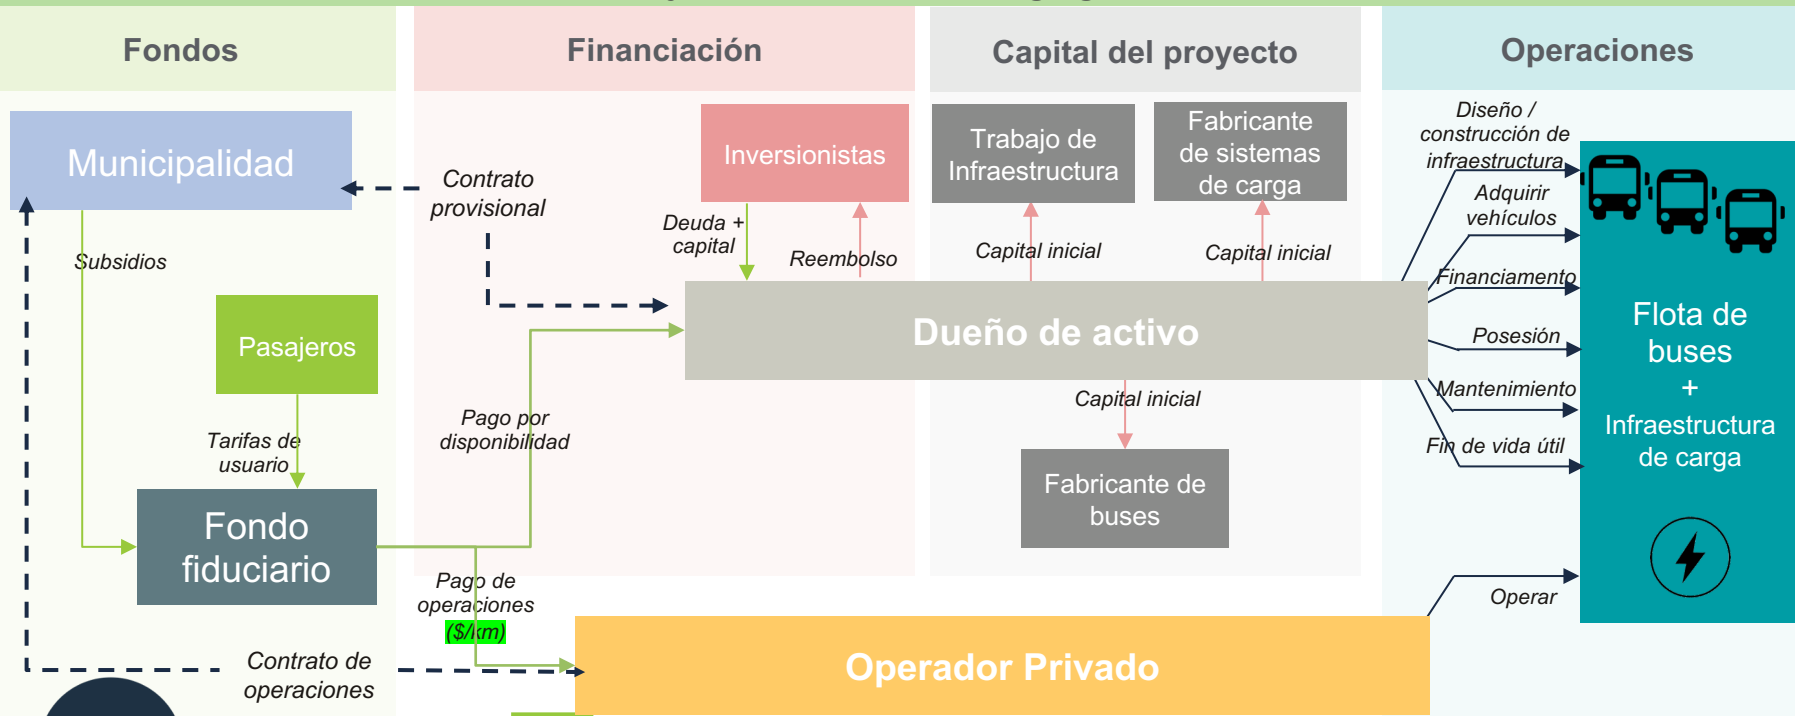 Fondos
Financiación
Capital del proyecto
Operaciones
Municipalidad
Contrato
provisional
Inversionistas
Trabajo de
Infraestructura
Fabricante
de sistemas
de carga
Diseño /
construcción de
infraestructura
Adquirir
vehículos
Subsidios
Deuda +
capital
Reembolso
Capital inicial
Capital inicial
Financiamento
Pasajeros
Dueño de activo
Posesión
Flota de
buses
+
Infraestructura
de carga
Mantenimiento
Capital inicial
Pago por
disponibilidad
Tarifas de
usuario
Fin de vida útil
Fabricante de
buses
Fondo
fiduciario
Pago de
operaciones
($/km)
Operar
Contrato de
operaciones
Operador Privado